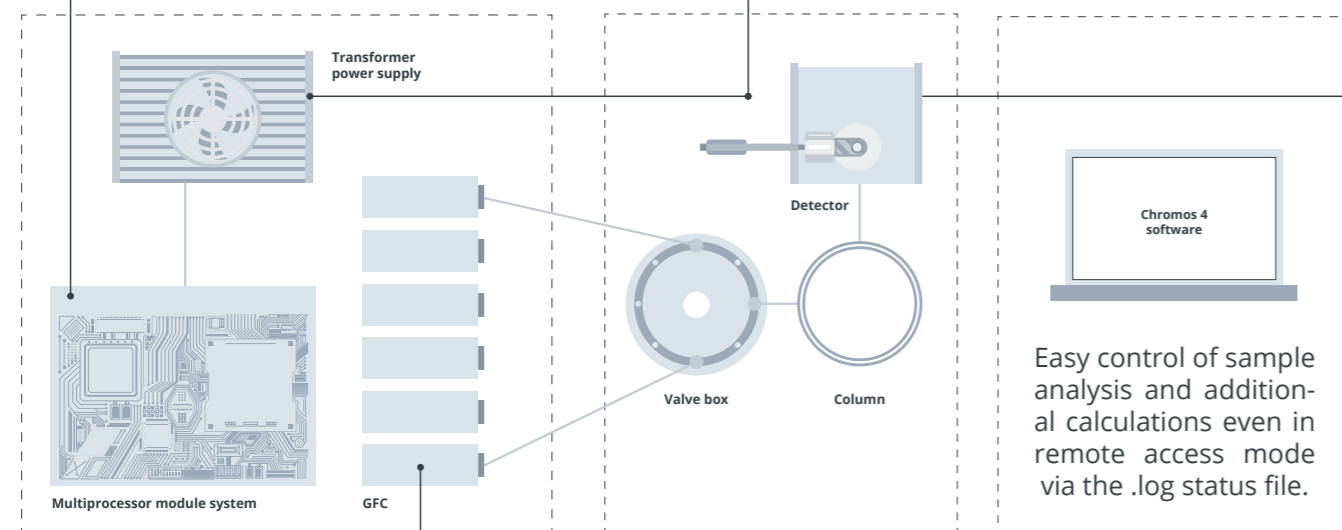 Transformer
power supply
Detector
Chromos 4
software
Valve box
Column
Multiprocessor module system
GFC
Easy control of sample
analysis and addition-
al calculations even in
remote access mode
via the .log status file.